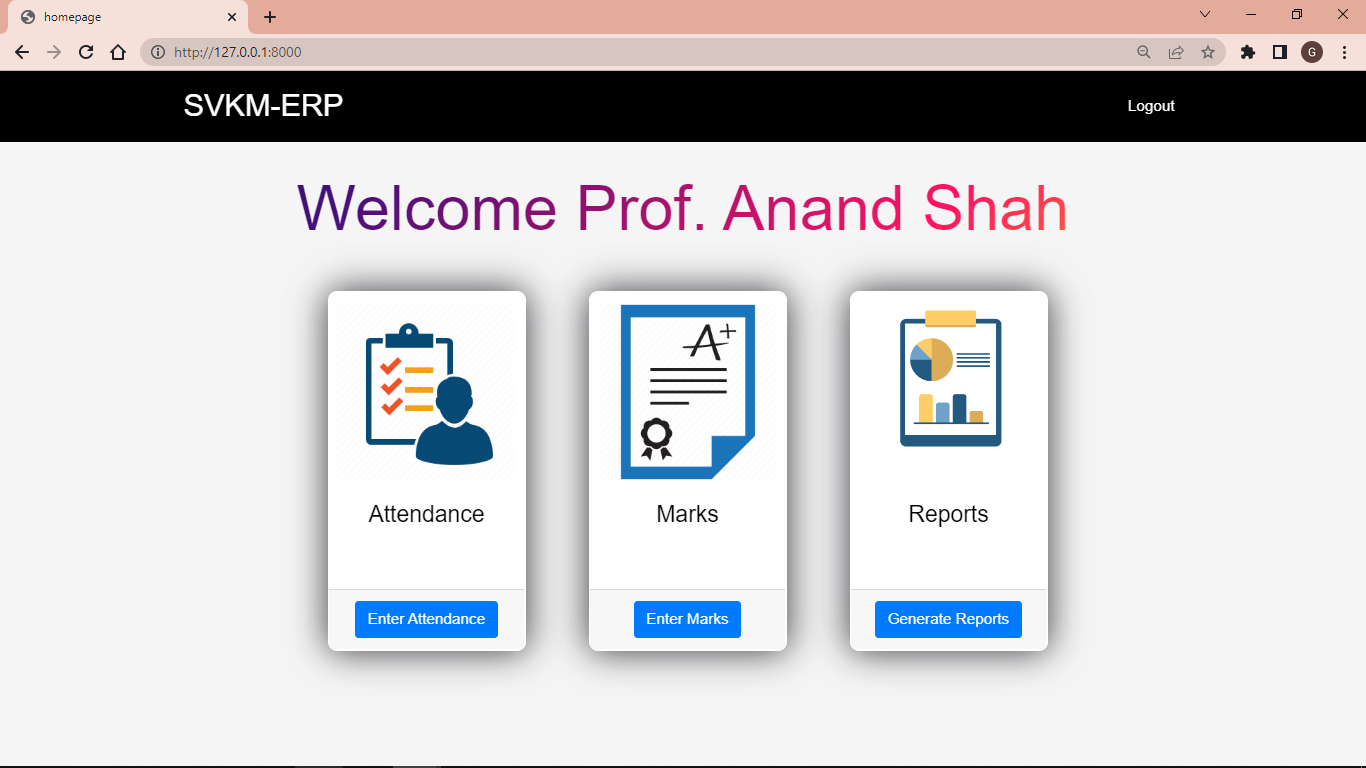 homepage
http://127.0.0.1:8000
G
SVKM-ERP
Logout
Welcome Prof. Anand Shah
A+
Attendance
Marks
Reports
Enter Attendance
Enter Marks
Generate Reports